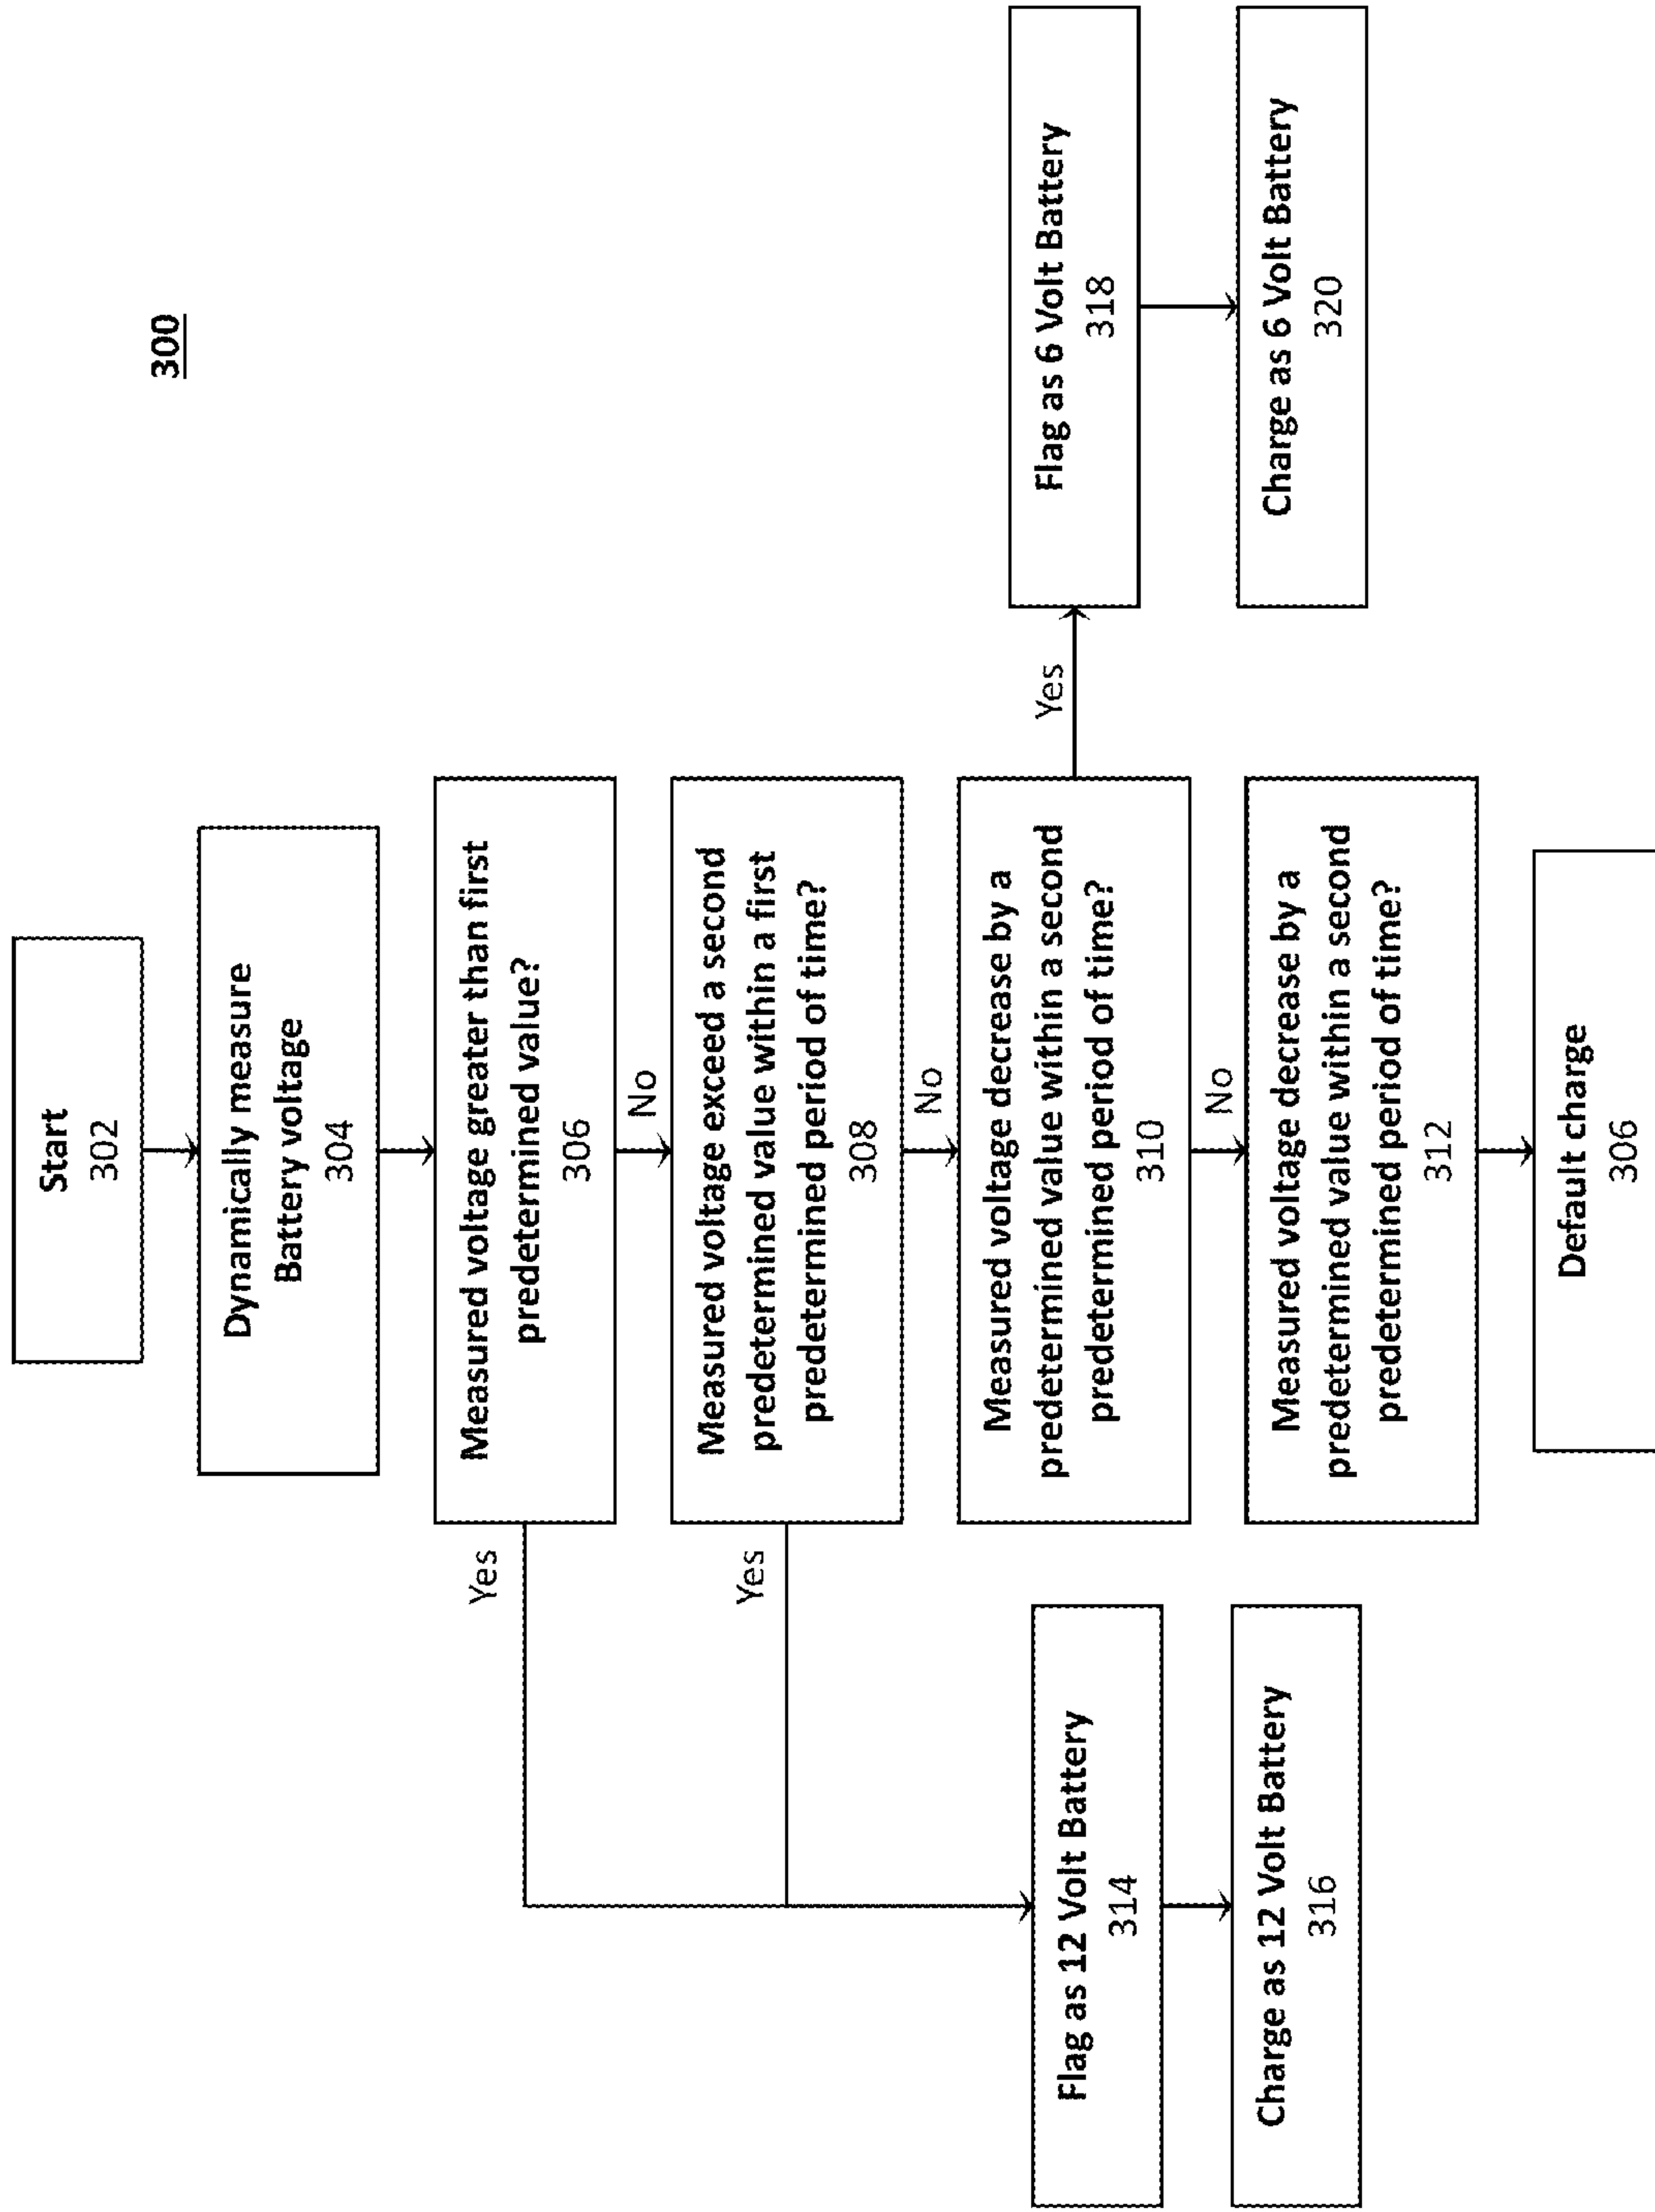 300
Start
302
Dynamically measure
Battery voltage
304
Measured voltage greater than first
predetermined value?
306
Yes
No
Measured voltage exceed a second
predetermined value within a first
predetermined period of time?
308
Yes
No
Measured voltage decrease by a
predetermined value within a second
predetermined period of time?
310
Yes
No
Flag as 12 Volt Battery
314
Flag as 6 Volt Battery
318
Charge as 12 Volt Battery
316
Measured voltage decrease by a
predetermined value within a second
predetermined period of time?
312
Charge as 6 Volt Battery
320
Default charge
306